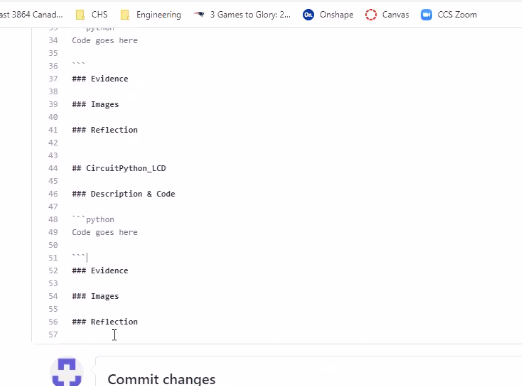 ast 3864 Canad... CHS Engineering 3 Games to Glory: 2... On Onshape Canvas CCS Zoom
33 ```python
34 Code goes here
35
36 ```
37 ### Evidence
38
39 ### Images
40
41 ### Reflection
42
43
44 ## CircuitPython_LCD
45
46 ### Description & Code
47
48 ```python
49 Code goes here
50
51 ```
52 ### Evidence
53
54 ### Images
55
56 ### Reflection
57
Commit changes